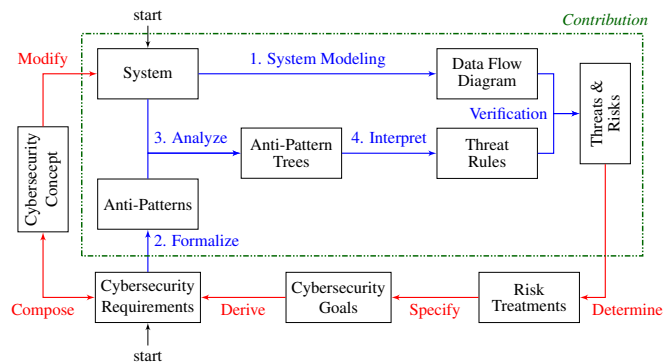 start
Contribution
Modify
System
1. System Modeling
Data Flow
Diagram
Threats &
Risks
Verification
3. Analyze
Anti-Pattern
Trees
4. Interpret
Threat
Rules
Cybersecurity
Concept
Anti-Patterns
2. Formalize
Compose
Cybersecurity
Requirements
Derive
Cybersecurity
Goals
Specify
Risk
Treatments
Determine
start